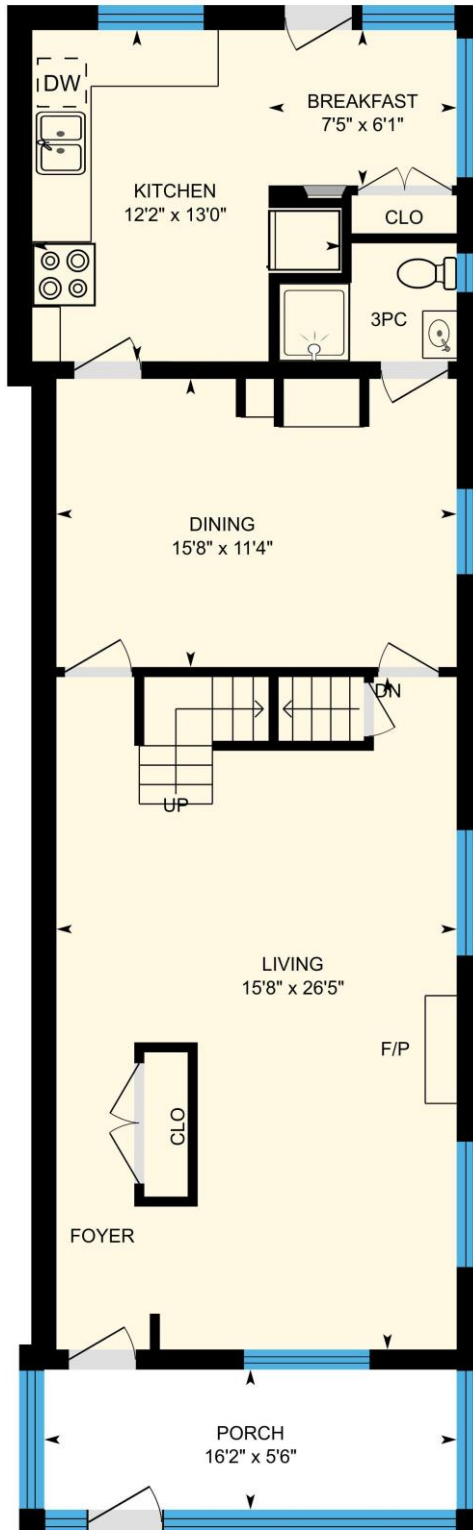 DW
BREAKFAST
7'5" x 6'1"
KITCHEN
12'2" x 13'0"
CLO
3PC
DINING
15'8" x 11'4"
DN
UP
LIVING
15'8" x 26'5"
F/P
CLO
FOYER
PORCH
16'2" x 5'6"